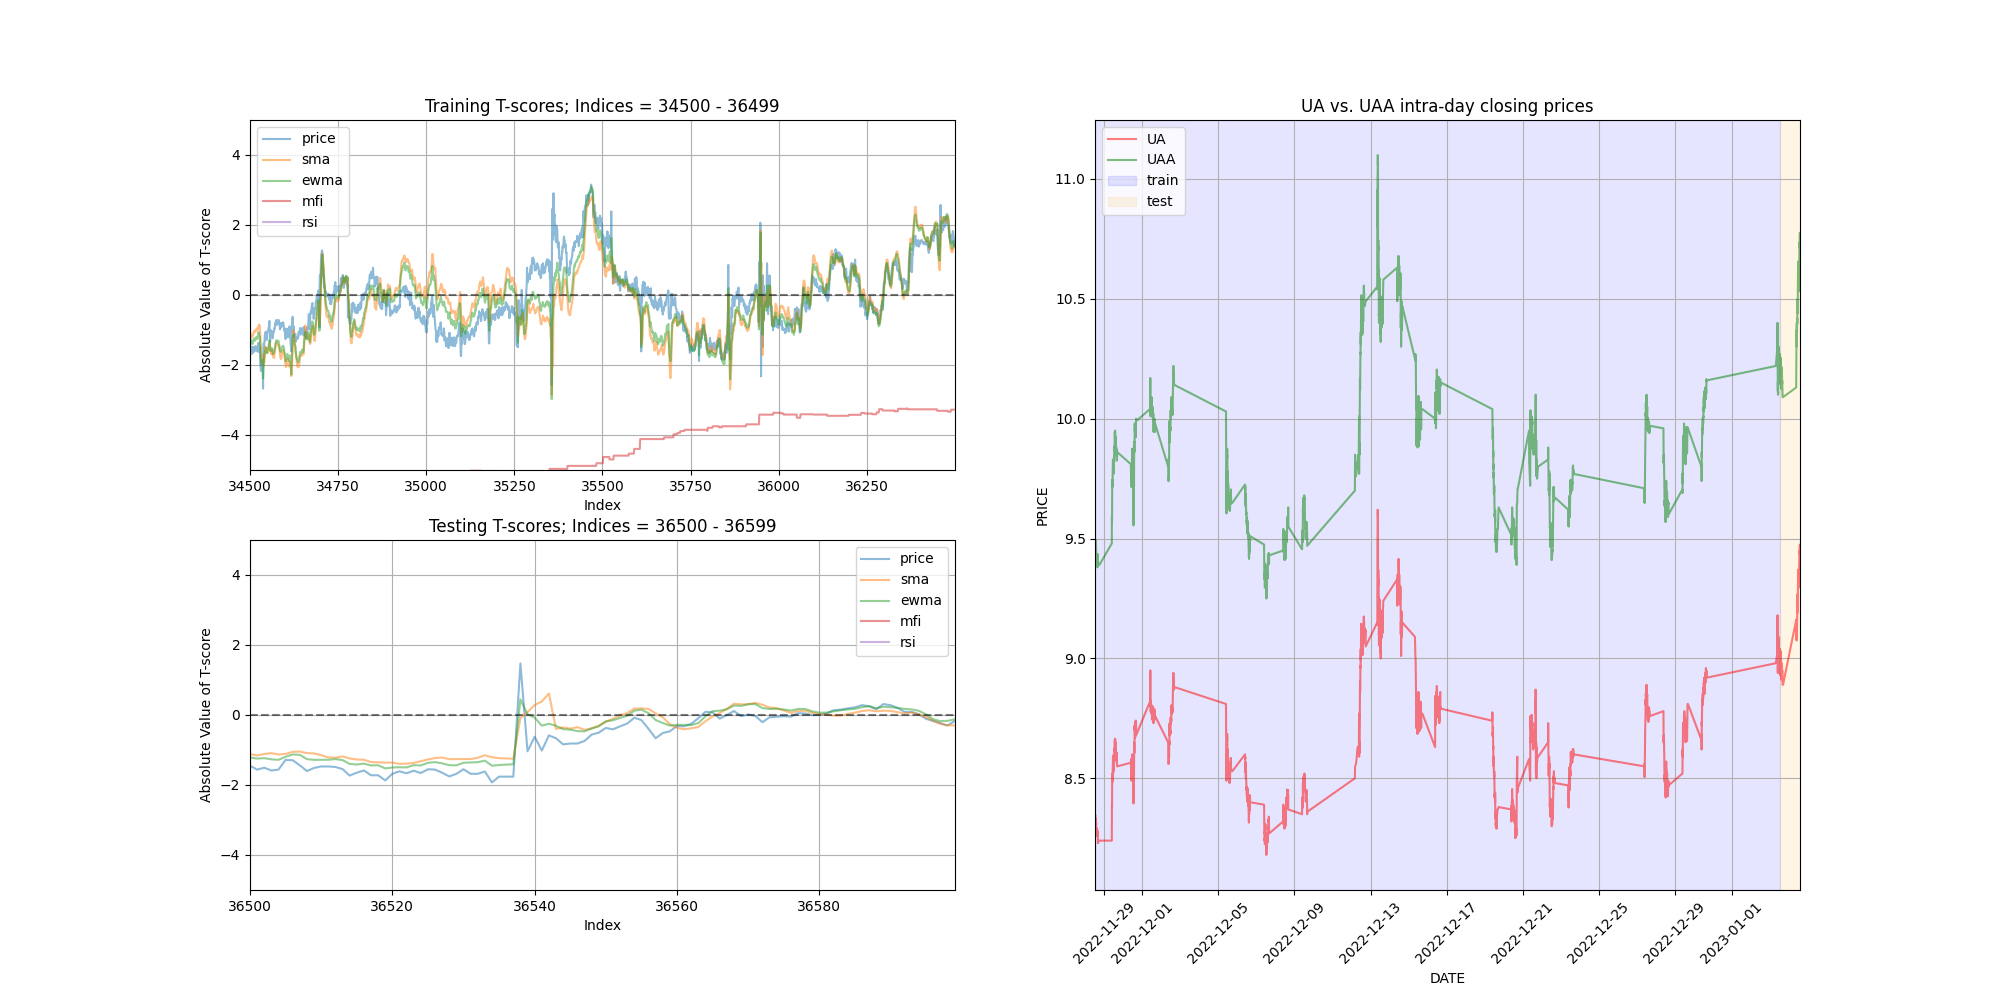 Training T-scores; Indices = 34500 - 36499
price
sma
ewma
mfi
rsi
Absolute Value of T-score
4
2
0
−2
−4
34500 34750 35000 35250 35500 35750 36000 36250
Index
Testing T-scores; Indices = 36500 - 36599
price
sma
ewma
mfi
rsi
Absolute Value of T-score
4
2
0
−2
−4
36500 36520 36540 36560 36580
Index
UA vs. UAA intra-day closing prices
UA
UAA
train
test
PRICE
11.0
10.5
10.0
9.5
9.0
8.5
2022-11-29 2022-12-01 2022-12-05 2022-12-09 2022-12-13 2022-12-17 2022-12-21 2022-12-25 2022-12-29 2023-01-01
DATE